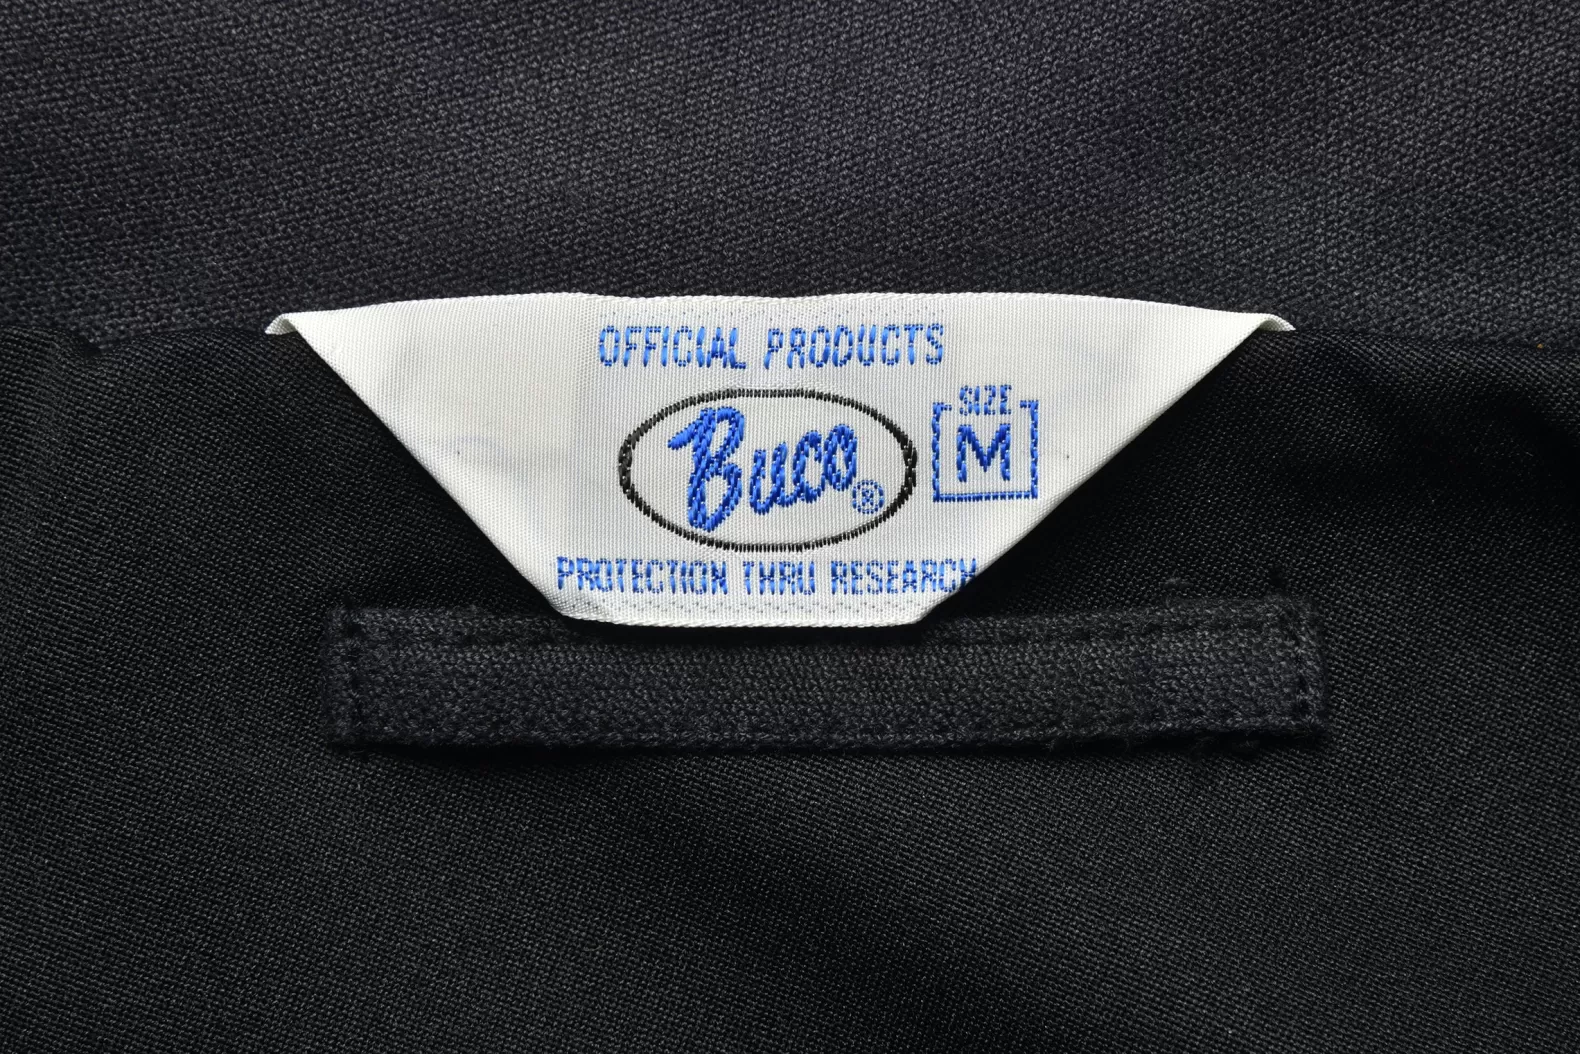 OFFICIAL PRODUCTS
Buco®
SIZE
M
PROTECTION THRU RESEARCH